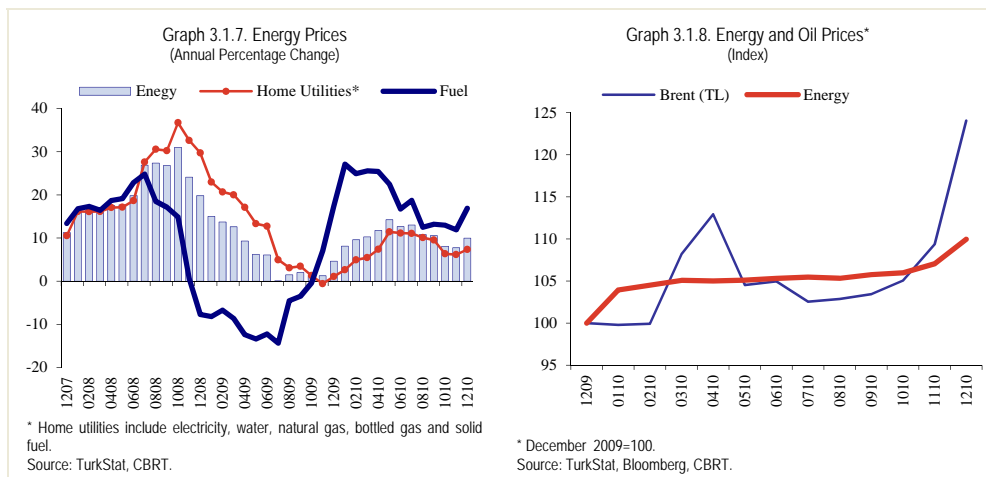 Graph 3.1.7. Energy Prices
(Annual Percentage Change)
Enegy Home Utilities* Fuel
40
30
20
10
0
-10
-20
1207 0208 0408 0608 0808 1008 1208 0209 0409 0609 0809 1009 1209 0210 0410 0610 0810 1010 1210
* Home utilities include electricity, water, natural gas, bottled gas and solid
fuel.
Source: TurkStat, CBRT.
Graph 3.1.8. Energy and Oil Prices*
(Index)
Brent (TL) Energy
125
120
115
110
105
100
95
1209 0110 0210 0310 0410 0510 0610 0710 0810 0910 1010 1110 1210
* December 2009=100.
Source: TurkStat, Bloomberg, CBRT.